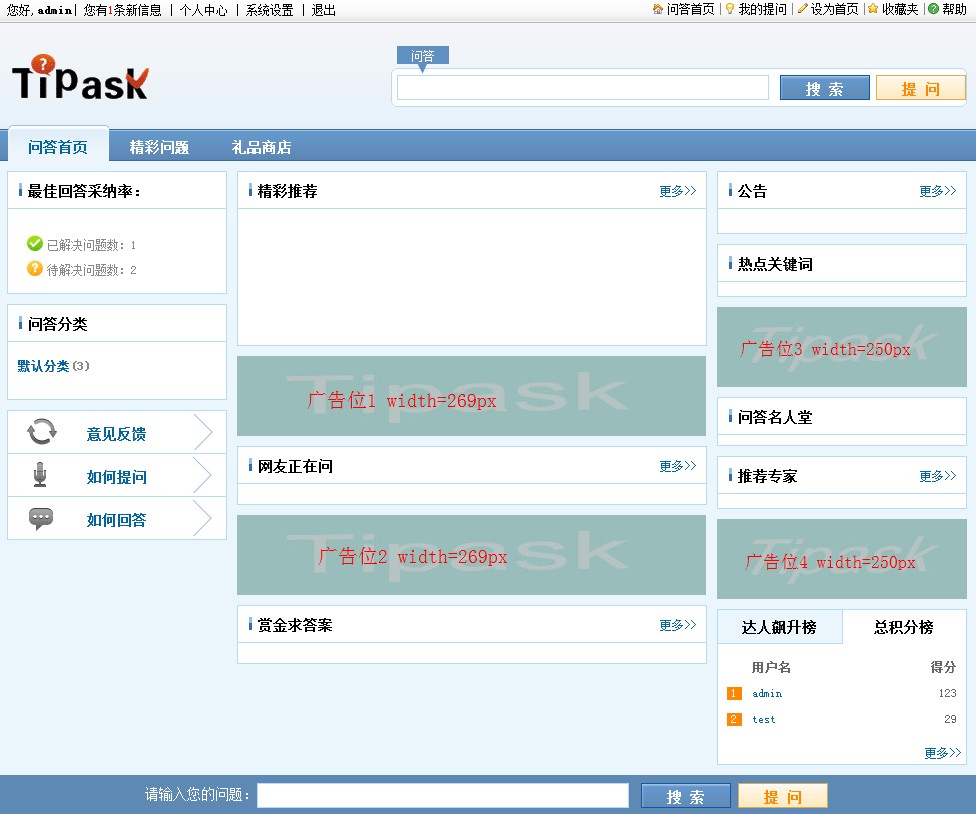 您好,admin| 您有1条新信息 | 个人中心 | 系统设置 | 退出
问答首页 | 我的提问 | 设为首页 | 收藏夹 | 帮助
Tipask
问答
搜 索
提 问
问答首页 精彩问题 礼品商店
最佳回答采纳率：
已解决问题数：1
待解决问题数：2
问答分类
默认分类(3)
意见反馈
如何提问
如何回答
精彩推荐 更多>>
Tipask
广告位1 width=269px
网友正在问 更多>>
Tipask
广告位2 width=269px
赏金求答案 更多>>
公告 更多>>
热点关键词
Tipask
广告位3 width=250px
问答名人堂
推荐专家 更多>>
Tipask
广告位4 width=250px
达人飙升榜 总积分榜
用户名 得分
1 admin 123
2 test 29
更多>>
请输入您的问题： 搜 索 提 问